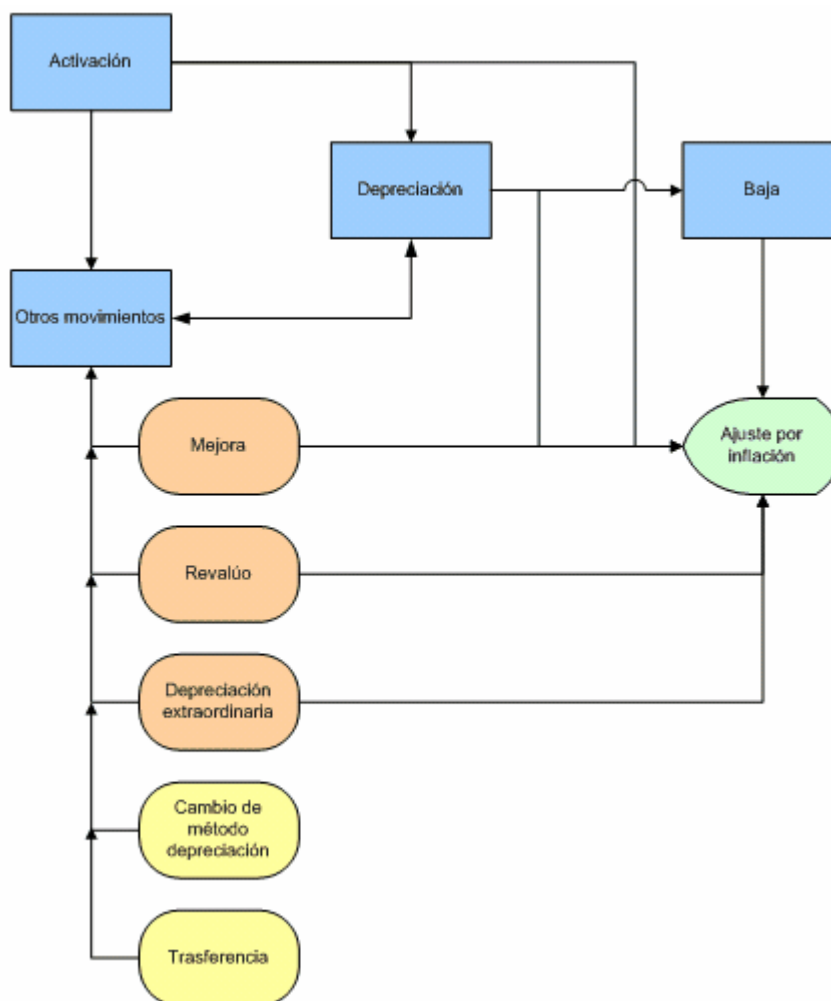 Activación
Depreciación
Baja
Otros movimientos
Mejora
Ajuste por
inflación
Revalúo
Depreciación
extraordinaria
Cambio de
método
depreciación
Trasferencia